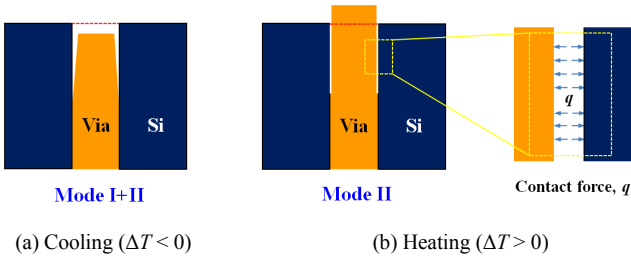 Via
Si
Mode I+II
(a) Cooling (ΔT < 0)
Via
Si
Mode II
q
Contact force, q
(b) Heating (ΔT > 0)